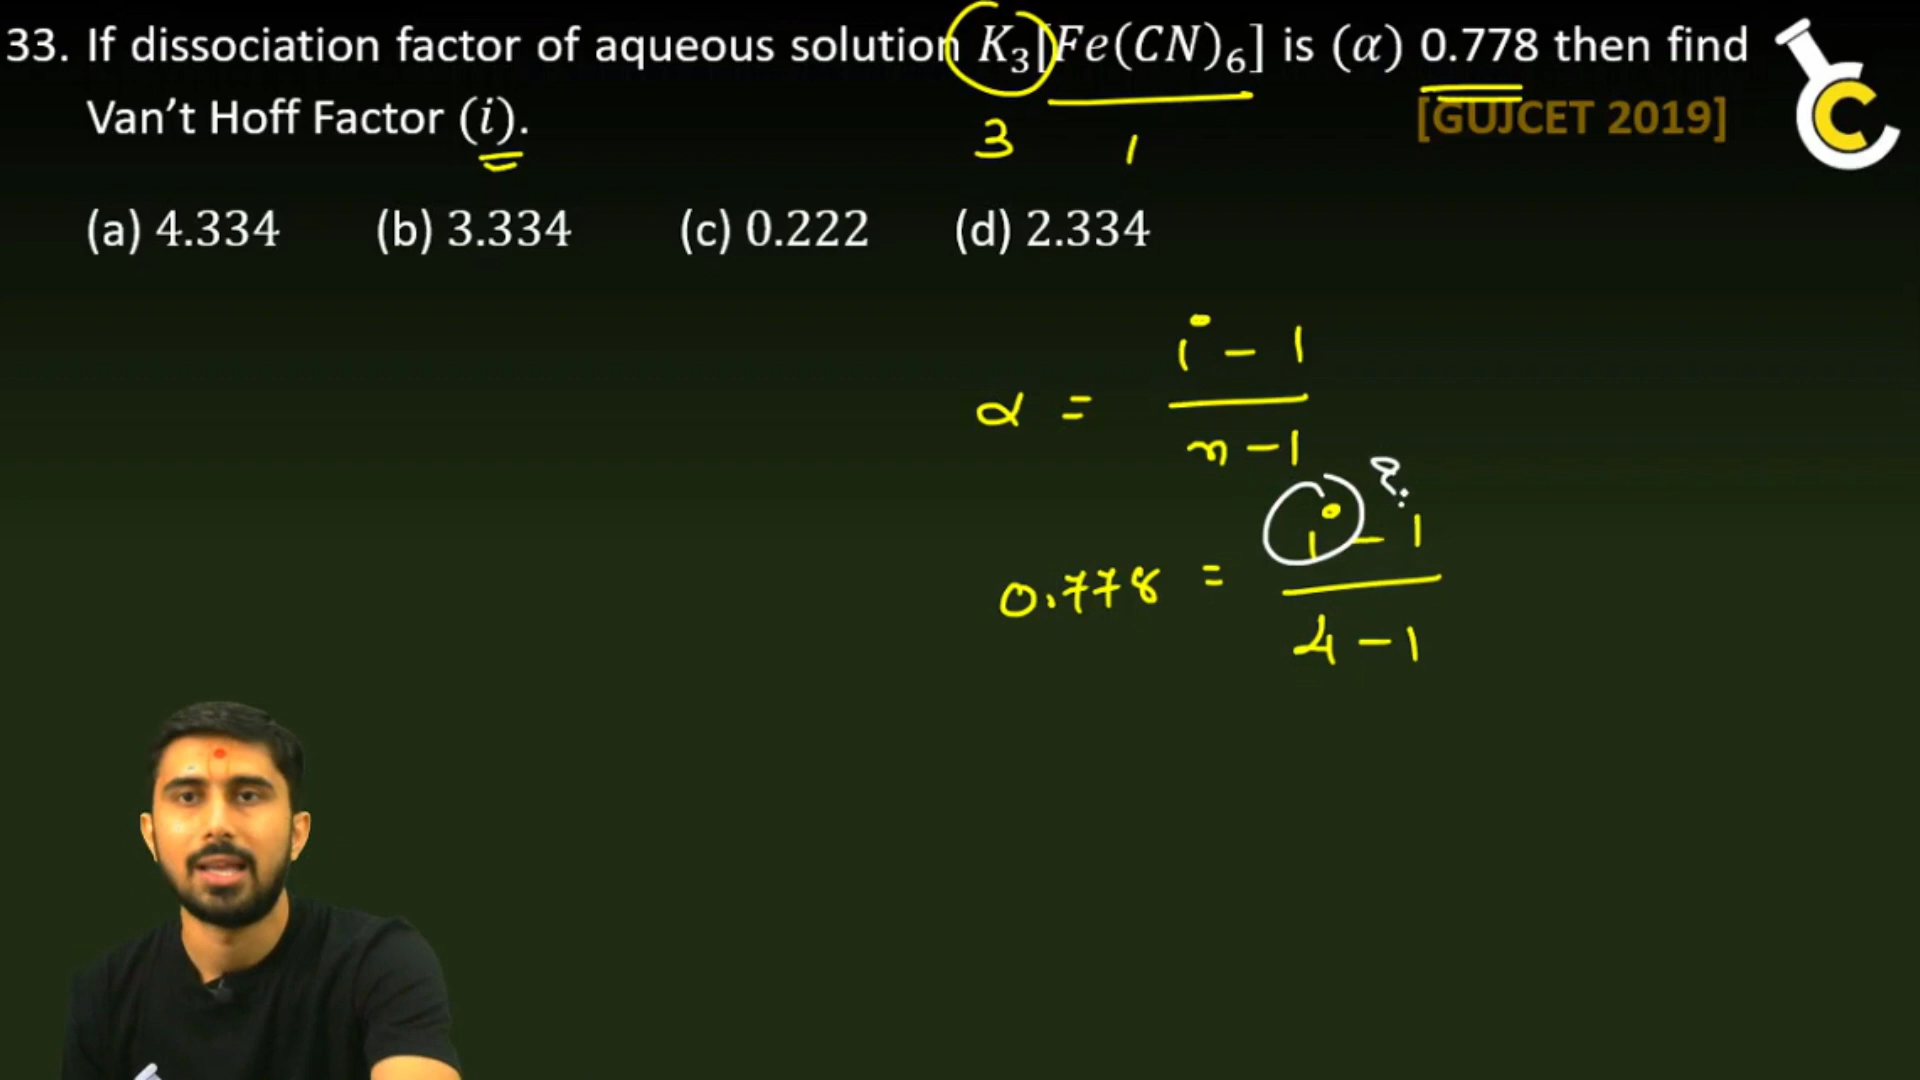 33. If dissociation factor of aqueous solution K₃[Fe(CN)₆] is (α) 0.778 then find
Van’t Hoff Factor (i).
[GUJCET 2019]
3 1
(a) 4.334 (b) 3.334 (c) 0.222 (d) 2.334
α = i - 1 / n - 1
?
0.778 = i - 1 / 4 - 1
C